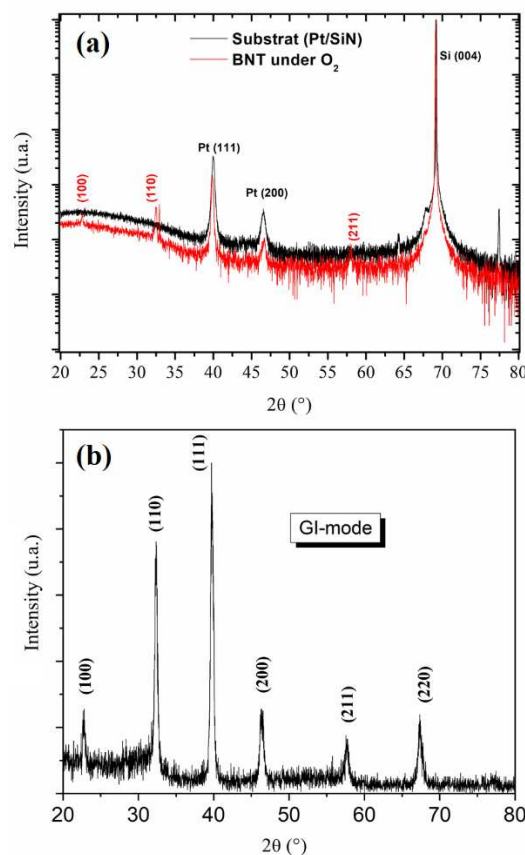 (a)
Substrat (Pt/SiN)
BNT under O₂
Si (004)
Pt (111)
(100)
(110)
Pt (200)
(211)
Intensity (u.a.)
20 25 30 35 40 45 50 55 60 65 70 75 80
2θ (°)
(b)
(111)
(110)
GI-mode
(100)
(200)
(211)
(220)
Intensity (u.a.)
20 30 40 50 60 70 80
2θ (°)